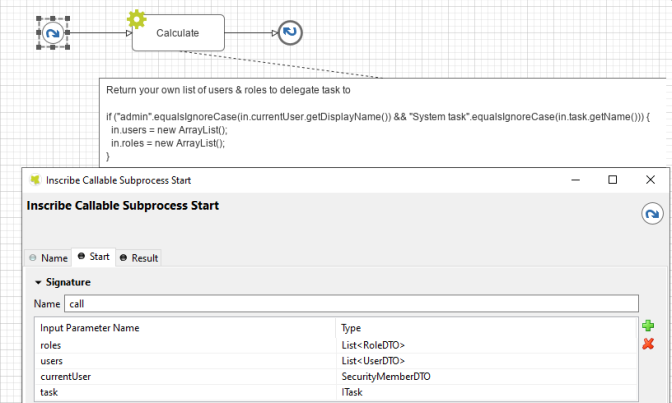 Calculate
Return your own list of users & roles to delegate task to
if ("admin".equalsIgnoreCase(in.currentUser.getDisplayName()) && "System task".equalsIgnoreCase(in.task.getName())) {
in.users = new ArrayList();
in.roles = new ArrayList();
}
Inscribe Callable Subprocess Start
Inscribe Callable Subprocess Start
Name Start Result
Signature
Name call
Input Parameter Name Type
roles List<RoleDTO>
users List<UserDTO>
currentUser SecurityMemberDTO
task ITask